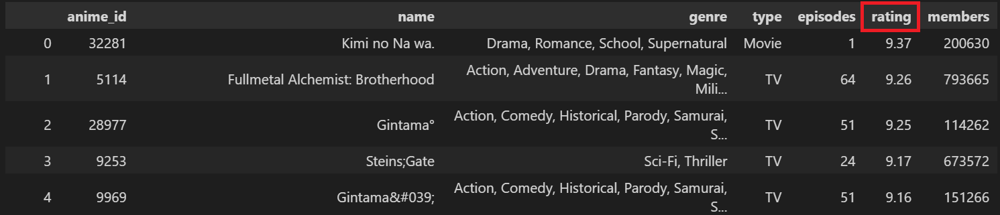 anime_id name genre type episodes rating members
0 32281 Kimi no Na wa. Drama, Romance, School, Supernatural Movie 1 9.37 200630
1 5114 Fullmetal Alchemist: Brotherhood Action, Adventure, Drama, Fantasy, Magic, Mili... TV 64 9.26 793665
2 28977 Gintama° Action, Comedy, Historical, Parody, Samurai, S... TV 51 9.25 114262
3 9253 Steins;Gate Sci-Fi, Thriller TV 24 9.17 673572
4 9969 Gintama&#039; Action, Comedy, Historical, Parody, Samurai, S... TV 51 9.16 151266